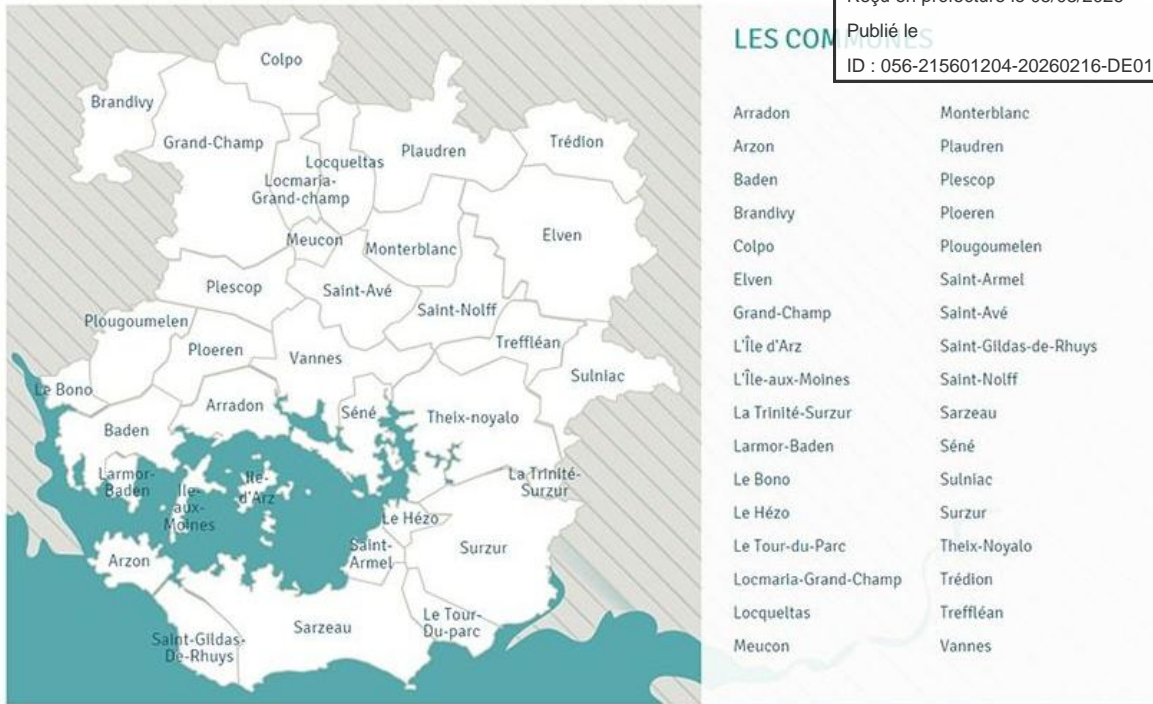 Publié le
ID : 056-215601204-20260216-DE01
LES COMMUNES
Colpo
Brandivy
Grand-Champ
Locqueltas
Plaudren
Trédion
Locmaria-
Grand-champ
Meucon
Monterblanc
Elven
Plescop
Saint-Avé
Saint-Nolff
Plougoumelen
Ploeren
Vannes
Treffléan
Sulniac
Le Bono
Arradon
Séné
Theix-noyalo
Baden
Larmor-
Baden
Ile-
aux-
Moines
Ile-
d'Arz
La Trinité-
Surzur
Le Hézo
Saint-
Armel
Surzur
Arzon
Sarzeau
Le Tour-
Du-parc
Saint-Gildas-
De-Rhuys
Arradon
Arzon
Baden
Brandivy
Colpo
Elven
Grand-Champ
L'Île d'Arz
L'Île-aux-Moines
La Trinité-Surzur
Larmor-Baden
Le Bono
Le Hézo
Le Tour-du-Parc
Locmaria-Grand-Champ
Locqueltas
Meucon
Monterblanc
Plaudren
Plescop
Ploeren
Plougoumelen
Saint-Armel
Saint-Avé
Saint-Gildas-de-Rhuys
Saint-Nolff
Sarzeau
Séné
Sulniac
Surzur
Theix-Noyalo
Trédion
Treffléan
Vannes